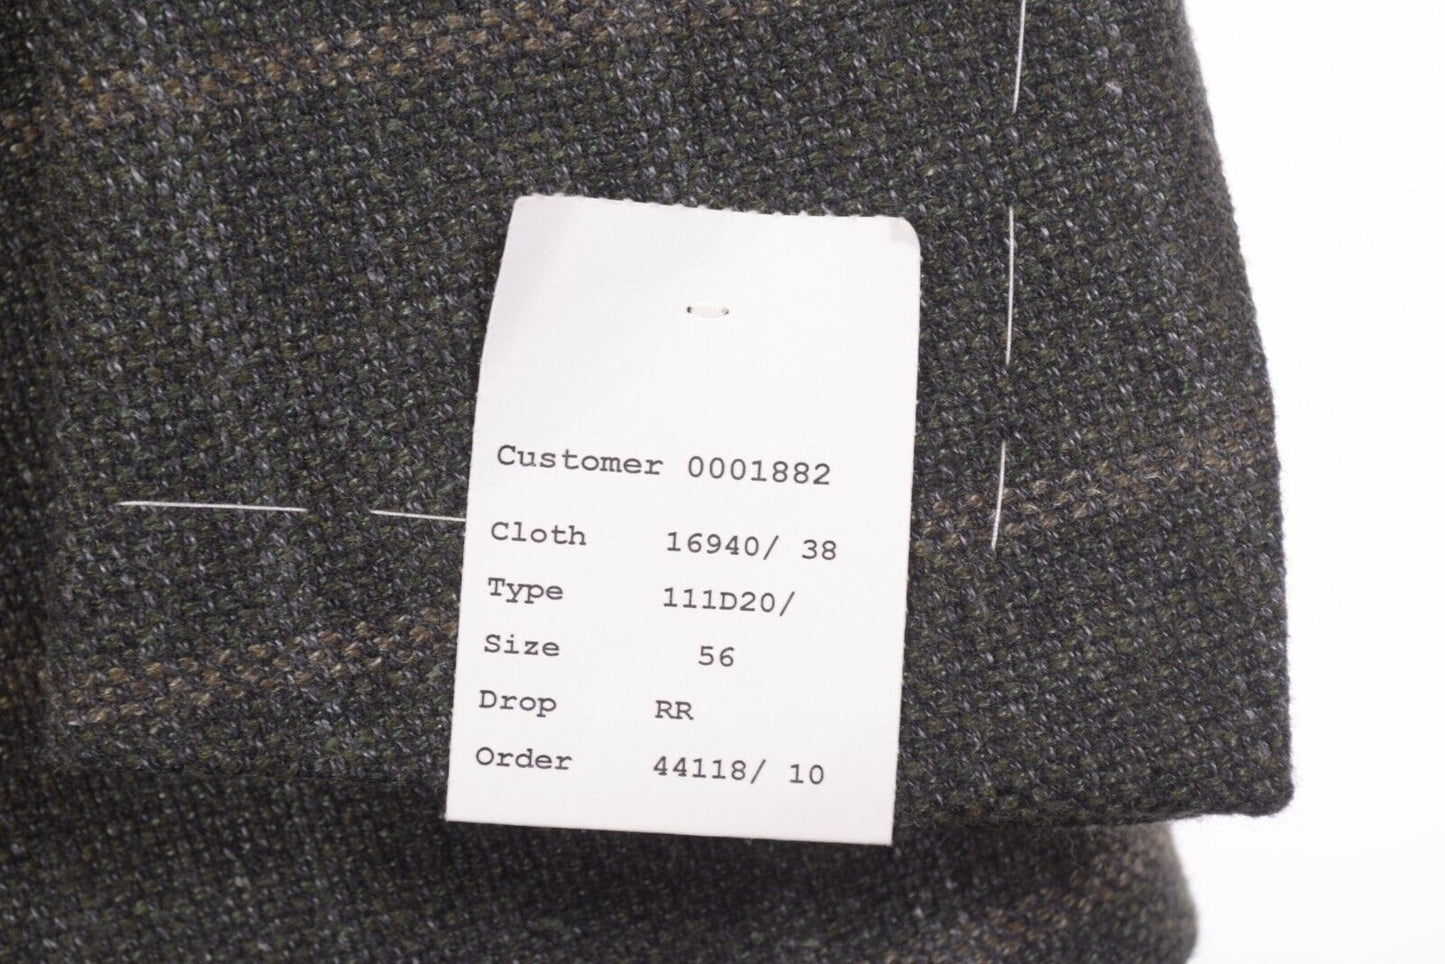 Customer 0001882
Cloth 16940/ 38
Type 111D20/
Size 56
Drop RR
Order 44118/ 10